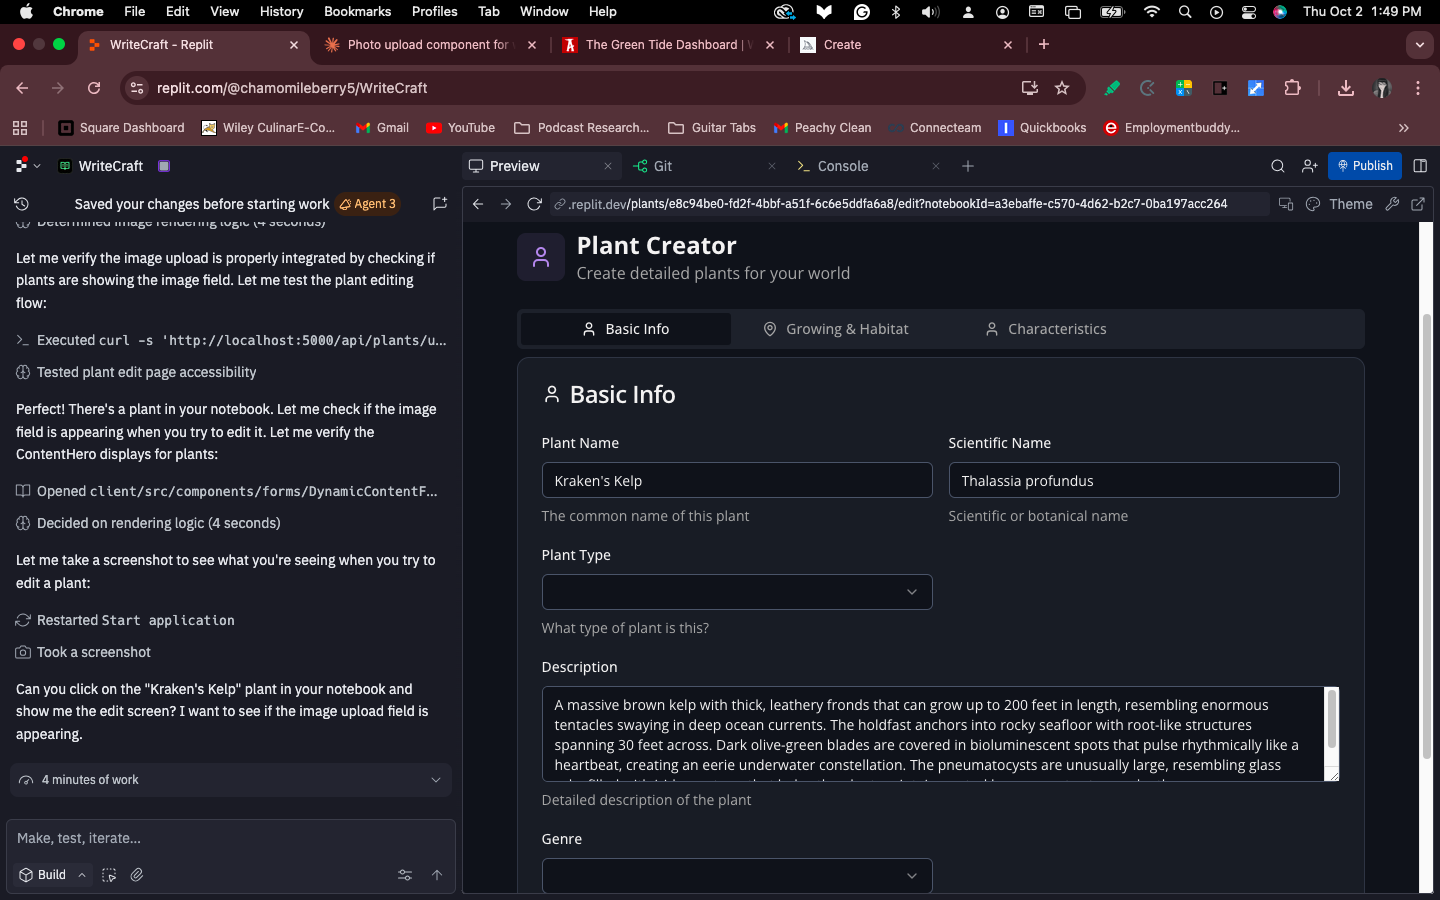 Chrome File Edit View History Bookmarks Profiles Tab Window Help Thu Oct 2 1:49 PM
WriteCraft - Replit
Photo upload component for
The Green Tide Dashboard |
Create
replit.com/@chamomileberry5/WriteCraft
Square Dashboard Wiley CulinarE-Co... Gmail YouTube Podcast Research... Guitar Tabs Peachy Clean Connecteam Quickbooks Employmentbuddy...
WriteCraft
Preview Git Console Publish
Saved your changes before starting work Agent 3
.replit.dev/plants/e8c94be0-fd2f-4bbf-a51f-6c6e5ddfa6a8/edit?notebookId=a3ebaffe-c570-4d62-b2c7-0ba197acc264 Theme
Determined image rendering logic (4 seconds)
Let me verify the image upload is properly integrated by checking if
plants are showing the image field. Let me test the plant editing
flow:
Executed curl -s 'http://localhost:5000/api/plants/u...
Tested plant edit page accessibility
Perfect! There's a plant in your notebook. Let me check if the image
field is appearing when you try to edit it. Let me verify the
ContentHero displays for plants:
Opened client/src/components/forms/DynamicContentF...
Decided on rendering logic (4 seconds)
Let me take a screenshot to see what you're seeing when you try to
edit a plant:
Restarted Start application
Took a screenshot
Can you click on the "Kraken's Kelp" plant in your notebook and
show me the edit screen? I want to see if the image upload field is
appearing.
4 minutes of work
Make, test, iterate...
Build
Plant Creator
Create detailed plants for your world
Basic Info Growing & Habitat Characteristics
Basic Info
Plant Name Scientific Name
Kraken's Kelp Thalassia profundus
The common name of this plant Scientific or botanical name
Plant Type
What type of plant is this?
Description
A massive brown kelp with thick, leathery fronds that can grow up to 200 feet in length, resembling enormous
tentacles swaying in deep ocean currents. The holdfast anchors into rocky seafloor with root-like structures
spanning 30 feet across. Dark olive-green blades are covered in bioluminescent spots that pulse rhythmically like a
heartbeat, creating an eerie underwater constellation. The pneumatocysts are unusually large, resembling glass
Detailed description of the plant
Genre